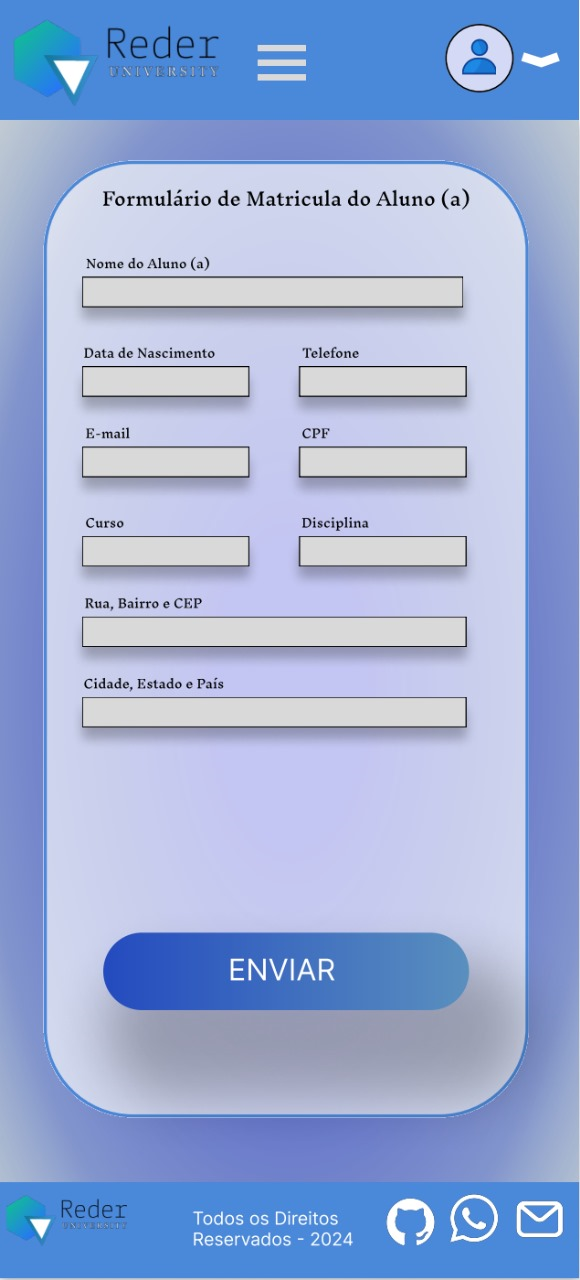 Reder
UNIVERSITY
Formulário de Matricula do Aluno (a)
Nome do Aluno (a)
Data de Nascimento
Telefone
E-mail
CPF
Curso
Disciplina
Rua, Bairro e CEP
Cidade, Estado e País
ENVIAR
Reder
UNIVERSITY
Todos os Direitos
Reservados - 2024